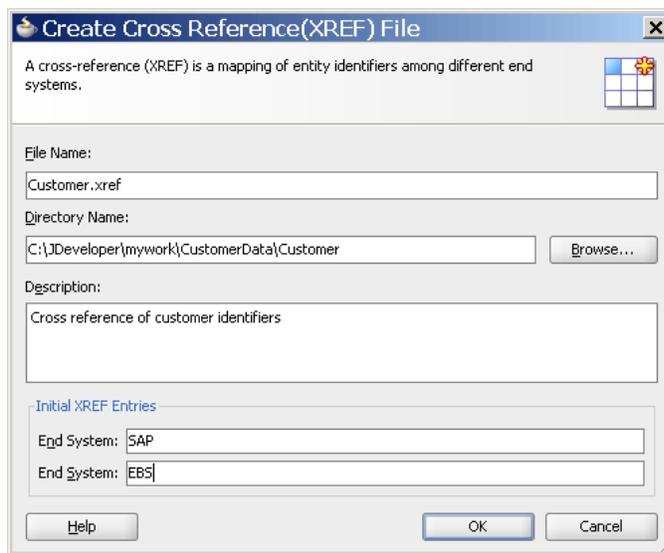 Create Cross Reference(XREF) File
A cross-reference (XREF) is a mapping of entity identifiers among different end
systems.
File Name:
Customer.xref
Directory Name:
C:\JDeveloper\mywork\CustomerData\Customer
Browse...
Description:
Cross reference of customer identifiers
Initial XREF Entries
End System: SAP
End System: EBS
Help
OK
Cancel